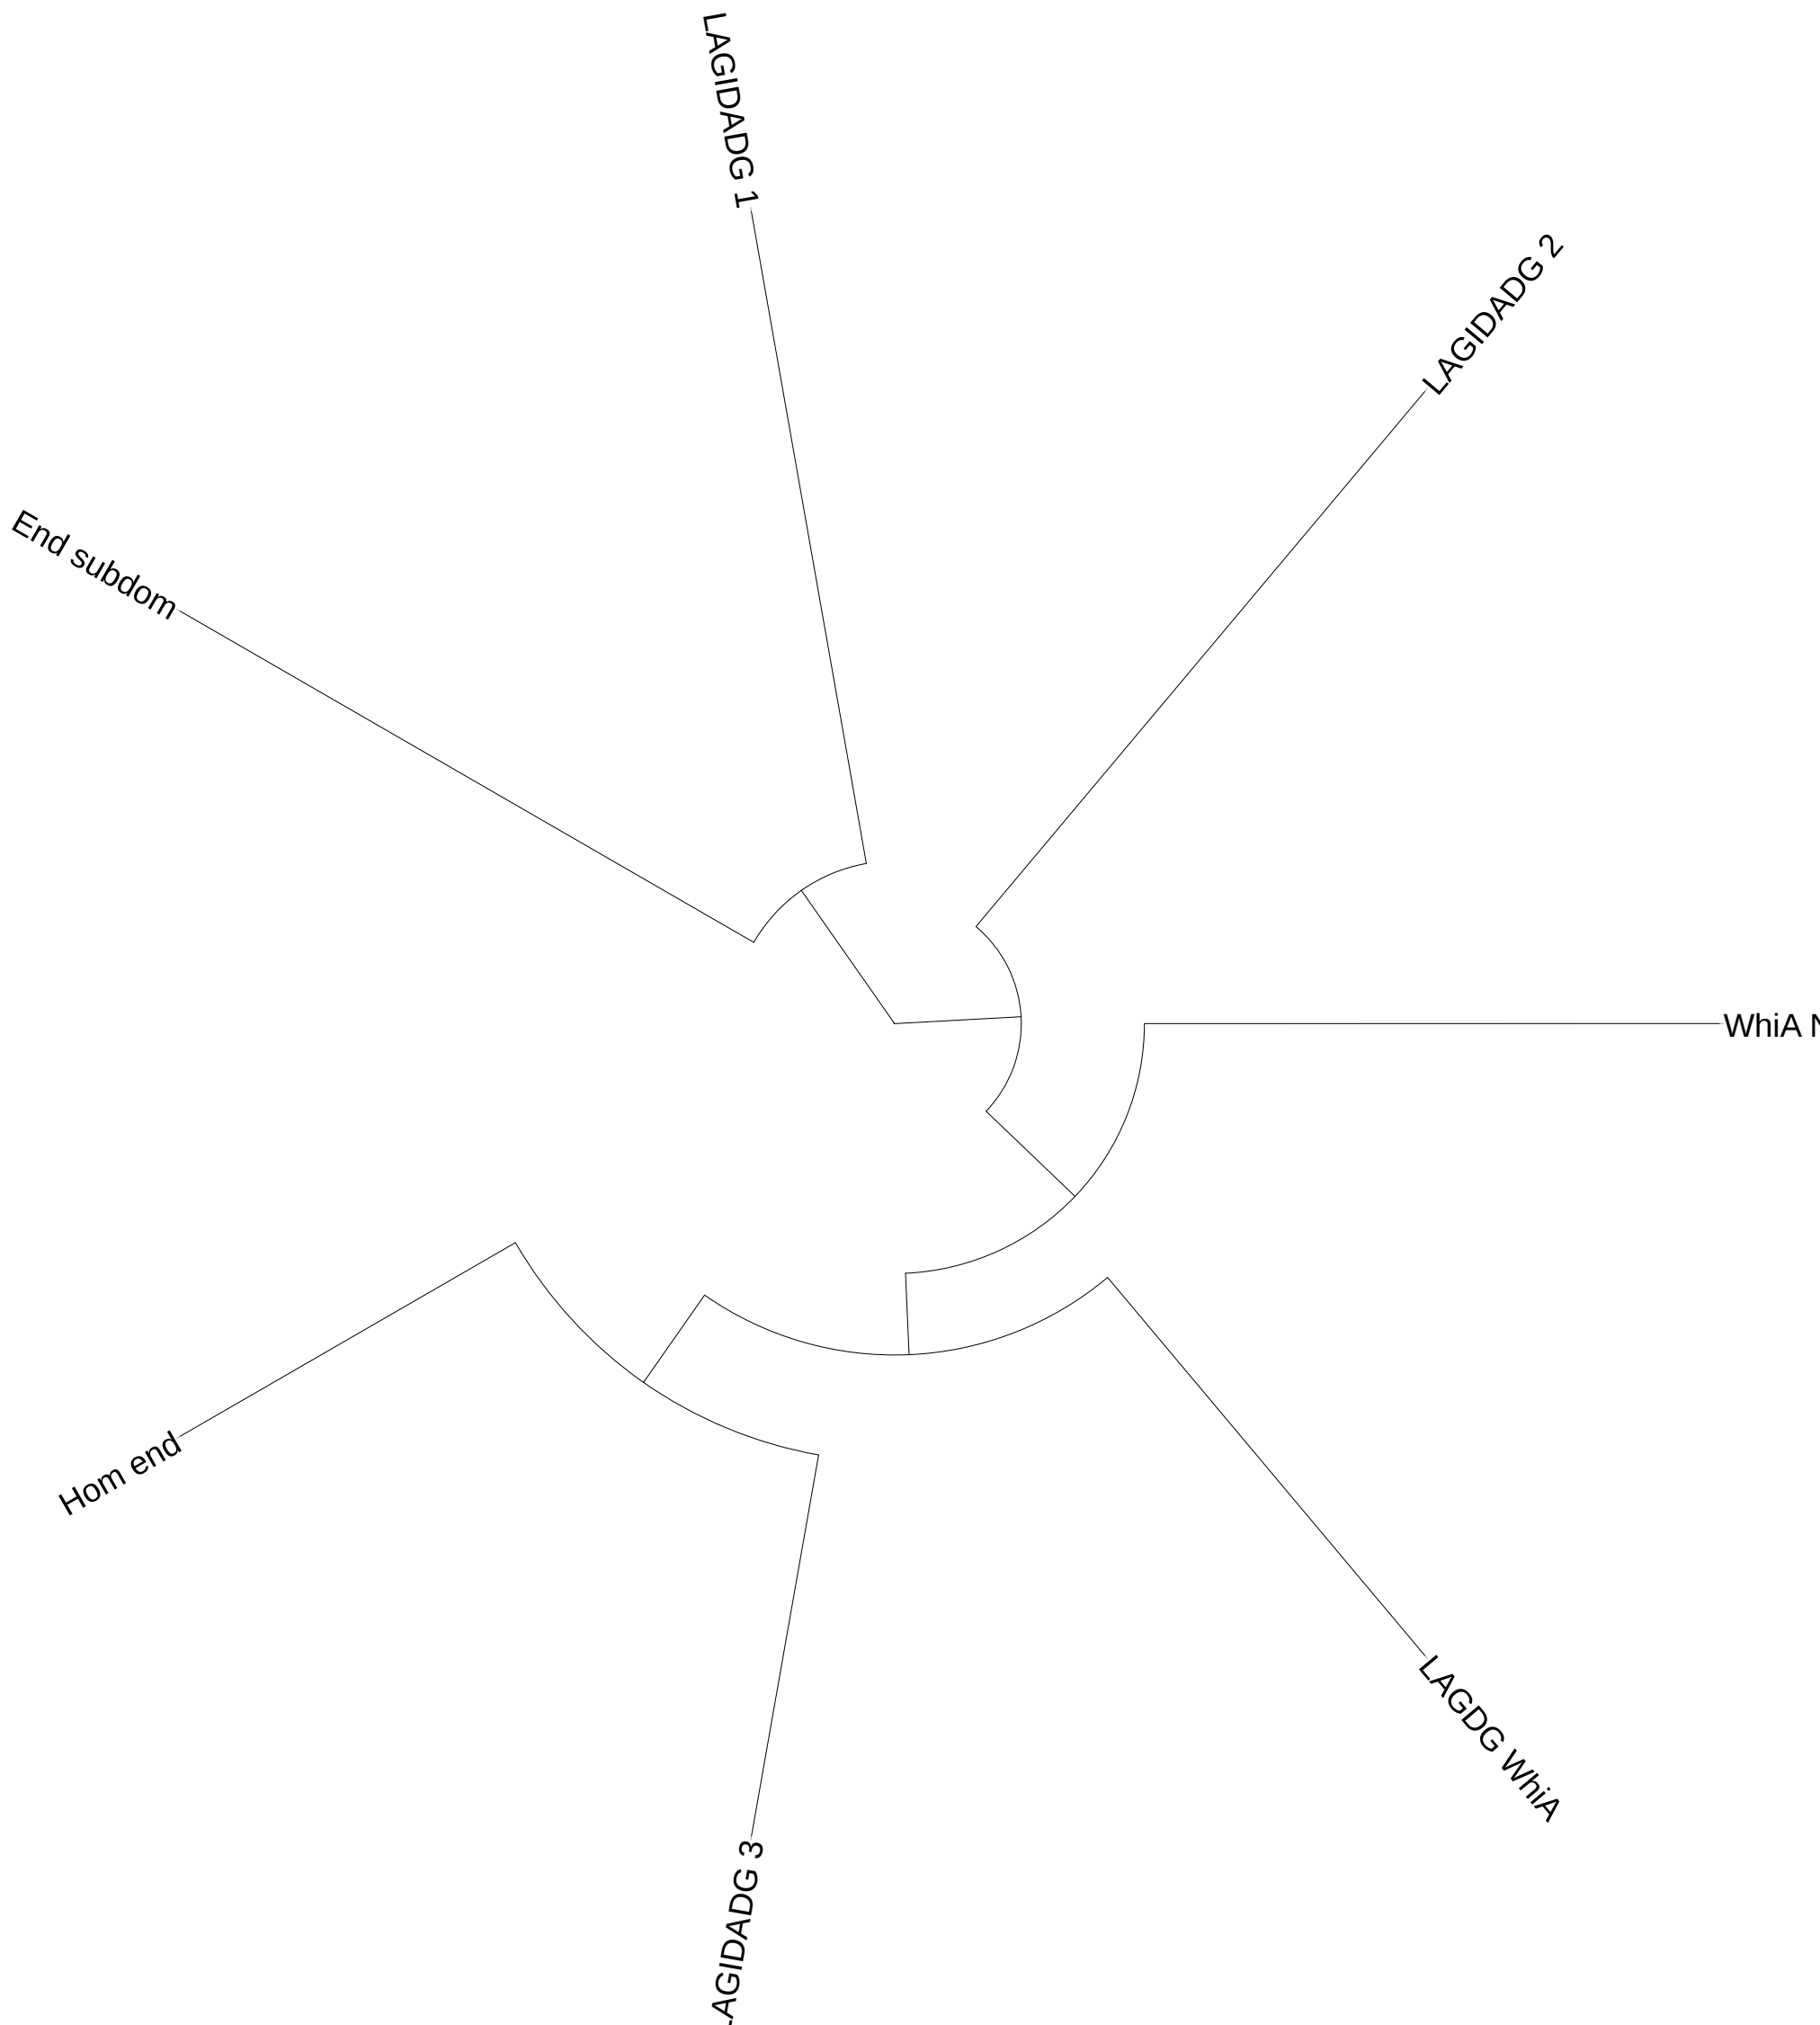 LAGIDADG 1
LAGIDADG 2
End subdom
WhiA
Hom end
LAGDG WhiA
AGIDADG 3